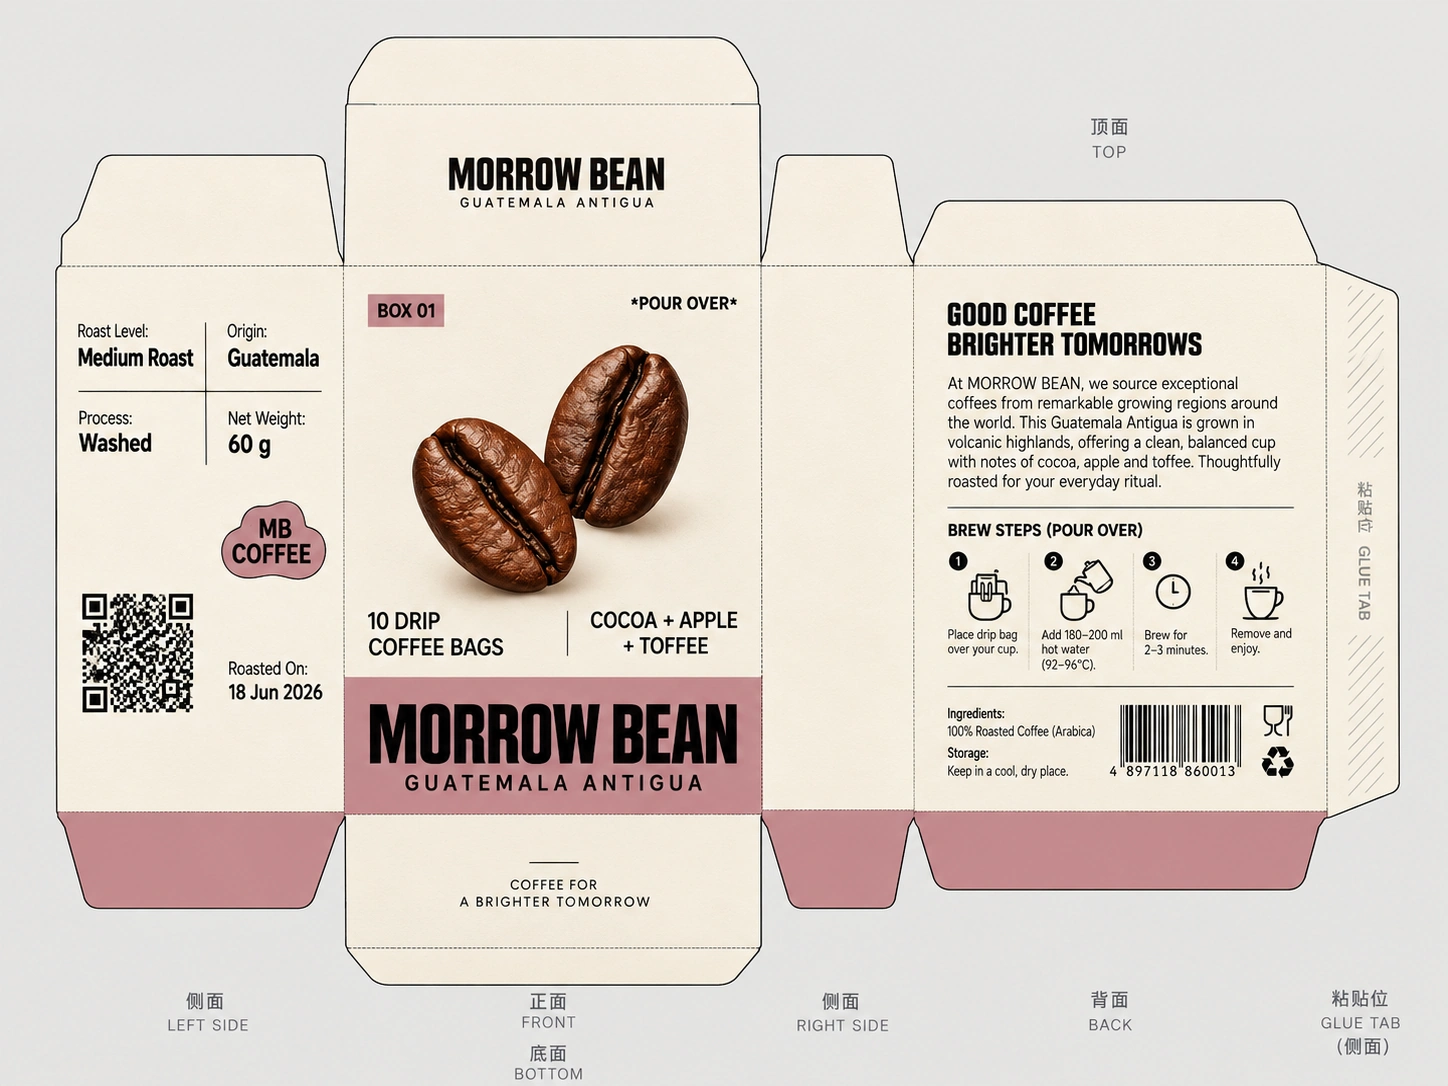 顶面
TOP
MORROW BEAN
GUATEMALA ANTIGUA
Roast Level:
Medium Roast
Origin:
Guatemala
Process:
Washed
Net Weight:
60 g
MB
COFFEE
Roasted On:
18 Jun 2026
BOX 01
*POUR OVER*
10 DRIP
COFFEE BAGS
COCOA + APPLE
+ TOFFEE
MORROW BEAN
GUATEMALA ANTIGUA
COFFEE FOR
A BRIGHTER TOMORROW
GOOD COFFEE
BRIGHTER TOMORROWS
At MORROW BEAN, we source exceptional
coffees from remarkable growing regions around
the world. This Guatemala Antigua is grown in
volcanic highlands, offering a clean, balanced cup
with notes of cocoa, apple and toffee. Thoughtfully
roasted for your everyday ritual.
BREW STEPS (POUR OVER)
1
Place drip bag
over your cup.
2
Add 180–200 ml
hot water
(92–96°C).
3
Brew for
2–3 minutes.
4
Remove and
enjoy.
Ingredients:
100% Roasted Coffee (Arabica)
Storage:
Keep in a cool, dry place.
4 897118 860013
粘贴位 GLUE TAB
侧面
LEFT SIDE
正面
FRONT
底面
BOTTOM
侧面
RIGHT SIDE
背面
BACK
粘贴位
GLUE TAB
(侧面)